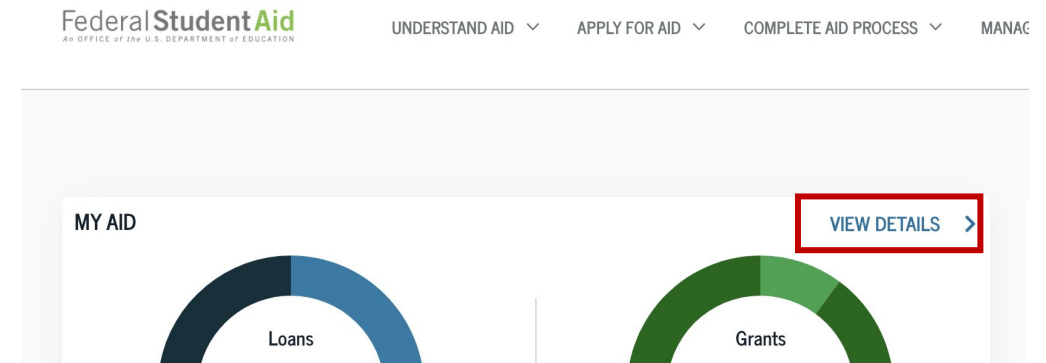 Federal Student Aid
An OFFICE of the U.S. DEPARTMENT of EDUCATION
UNDERSTAND AID
APPLY FOR AID
COMPLETE AID PROCESS
MANAG
MY AID
VIEW DETAILS
Loans
Grants